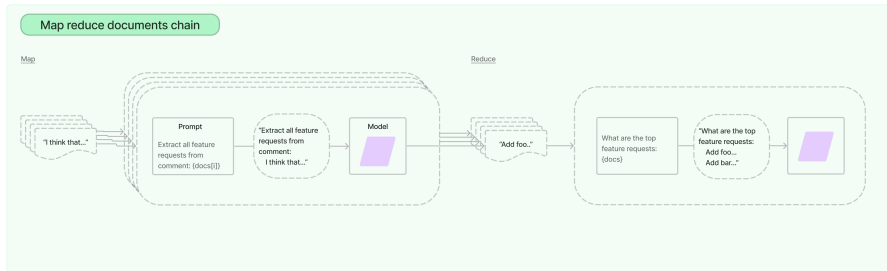 Map reduce documents chain
Map
Reduce
"I think that..."
Prompt
Extract all feature
requests from
comment: {docs[i]}
"Extract all feature
requests from
comment:
I think that..."
Model
"Add foo.."
What are the top
feature requests:
{docs}
"What are the top
feature requests:
Add foo...
Add bar..."